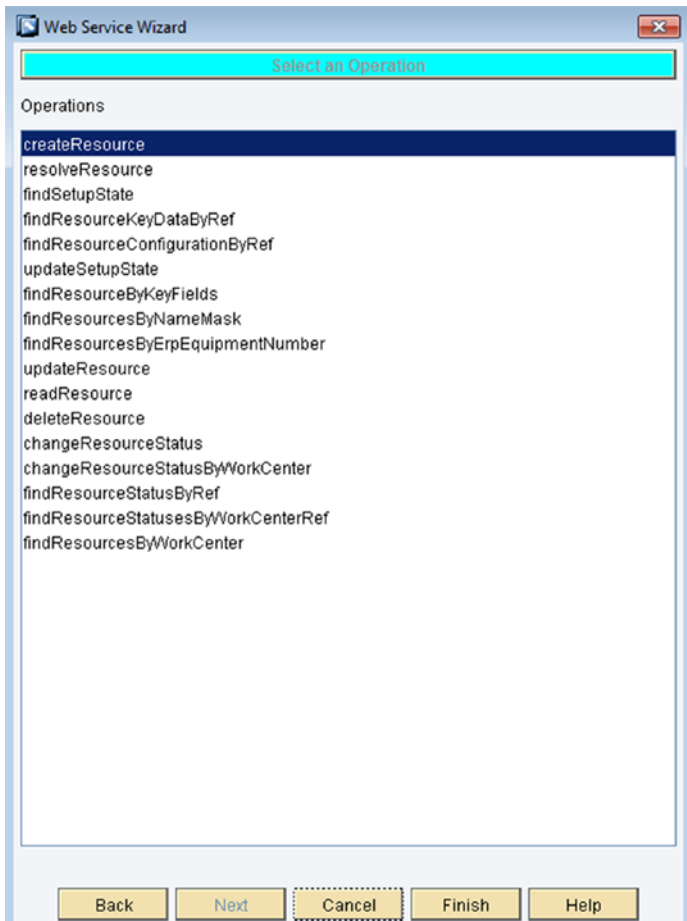 Web Service Wizard
Select an Operation
Operations
createResource
resolveResource
findSetupState
findResourceKeyDataByRef
findResourceConfigurationByRef
updateSetupState
findResourceByKeyFields
findResourcesByNameMask
findResourcesByErpEquipmentNumber
updateResource
readResource
deleteResource
changeResourceStatus
changeResourceStatusByWorkCenter
findResourceStatusByRef
findResourceStatusesByWorkCenterRef
findResourcesByWorkCenter
Back Next Cancel Finish Help